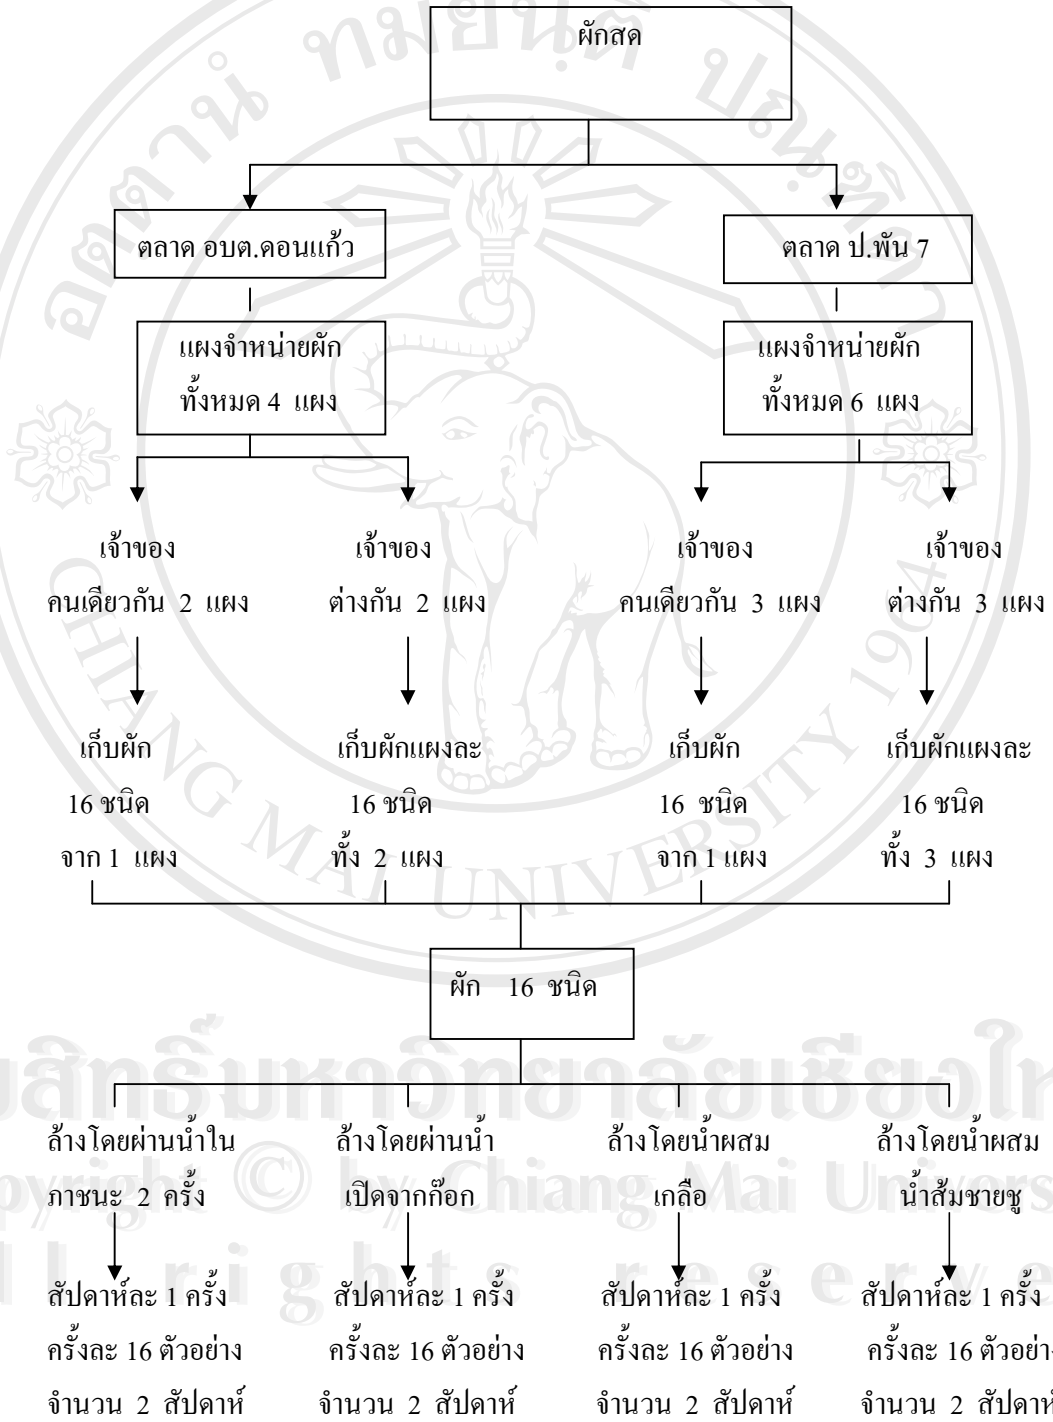 ผักสด
ตลาด อบต.ดอนแก้ว
ตลาด ป.พัน 7
แผงจำหน่ายผัก
ทั้งหมด 4 แผง
แผงจำหน่ายผัก
ทั้งหมด 6 แผง
เจ้าของ
คนเดียวกัน 2 แผง
เจ้าของ
ต่างกัน 2 แผง
เจ้าของ
คนเดียวกัน 3 แผง
เจ้าของ
ต่างกัน 3 แผง
เก็บผัก
16 ชนิด
จาก 1 แผง
เก็บผักแผงละ
16 ชนิด
ทั้ง 2 แผง
เก็บผัก
16 ชนิด
จาก 1 แผง
เก็บผักแผงละ
16 ชนิด
ทั้ง 3 แผง
ผัก 16 ชนิด
ล้างโดยผ่านน้ำใน
ภาชนะ 2 ครั้ง
ล้างโดยผ่านน้ำ
เปิดจากก๊อก
ล้างโดยน้ำผสม
เกลือ
ล้างโดยน้ำผสม
น้ำส้มชายชู
สัปดาห์ละ 1 ครั้ง
ครั้งละ 16 ตัวอย่าง
จำนวน 2 สัปดาห์
สัปดาห์ละ 1 ครั้ง
ครั้งละ 16 ตัวอย่าง
จำนวน 2 สัปดาห์
สัปดาห์ละ 1 ครั้ง
ครั้งละ 16 ตัวอย่าง
จำนวน 2 สัปดาห์
สัปดาห์ละ 1 ครั้ง
ครั้งละ 16 ตัวอย่าง
จำนวน 2 สัปดาห์
CHIANG MAI UNIVERSITY 1964
© by Chiang Mai
rights